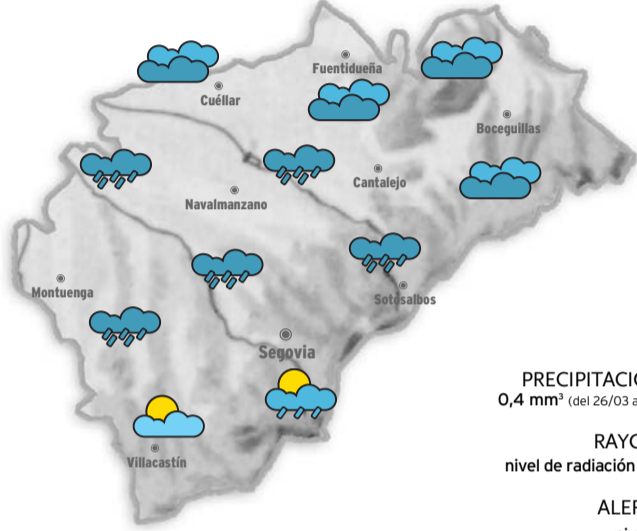 Fuentidueña
Cuéllar
Boceguillas
Cantalejo
Navalmanzano
Montuenga
Sotosalbos
Segovia
Villacastín
PRECIPITACIO
0,4 mm³ (del 26/03 a
RAYO
nivel de radiación
ALER